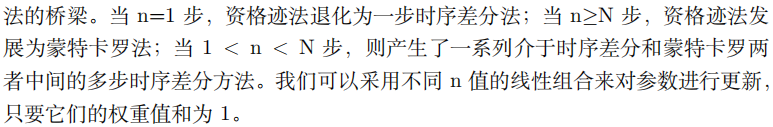 法的桥梁。当 n=1 步，资格迹法退化为一步时序差分法；当 n≥N 步，资格迹法发
展为蒙特卡罗法；当 1 < n < N 步，则产生了一系列介于时序差分和蒙特卡罗两
者中间的多步时序差分方法。我们可以采用不同 n 值的线性组合来对参数进行更新，
只要它们的权重值和为 1。